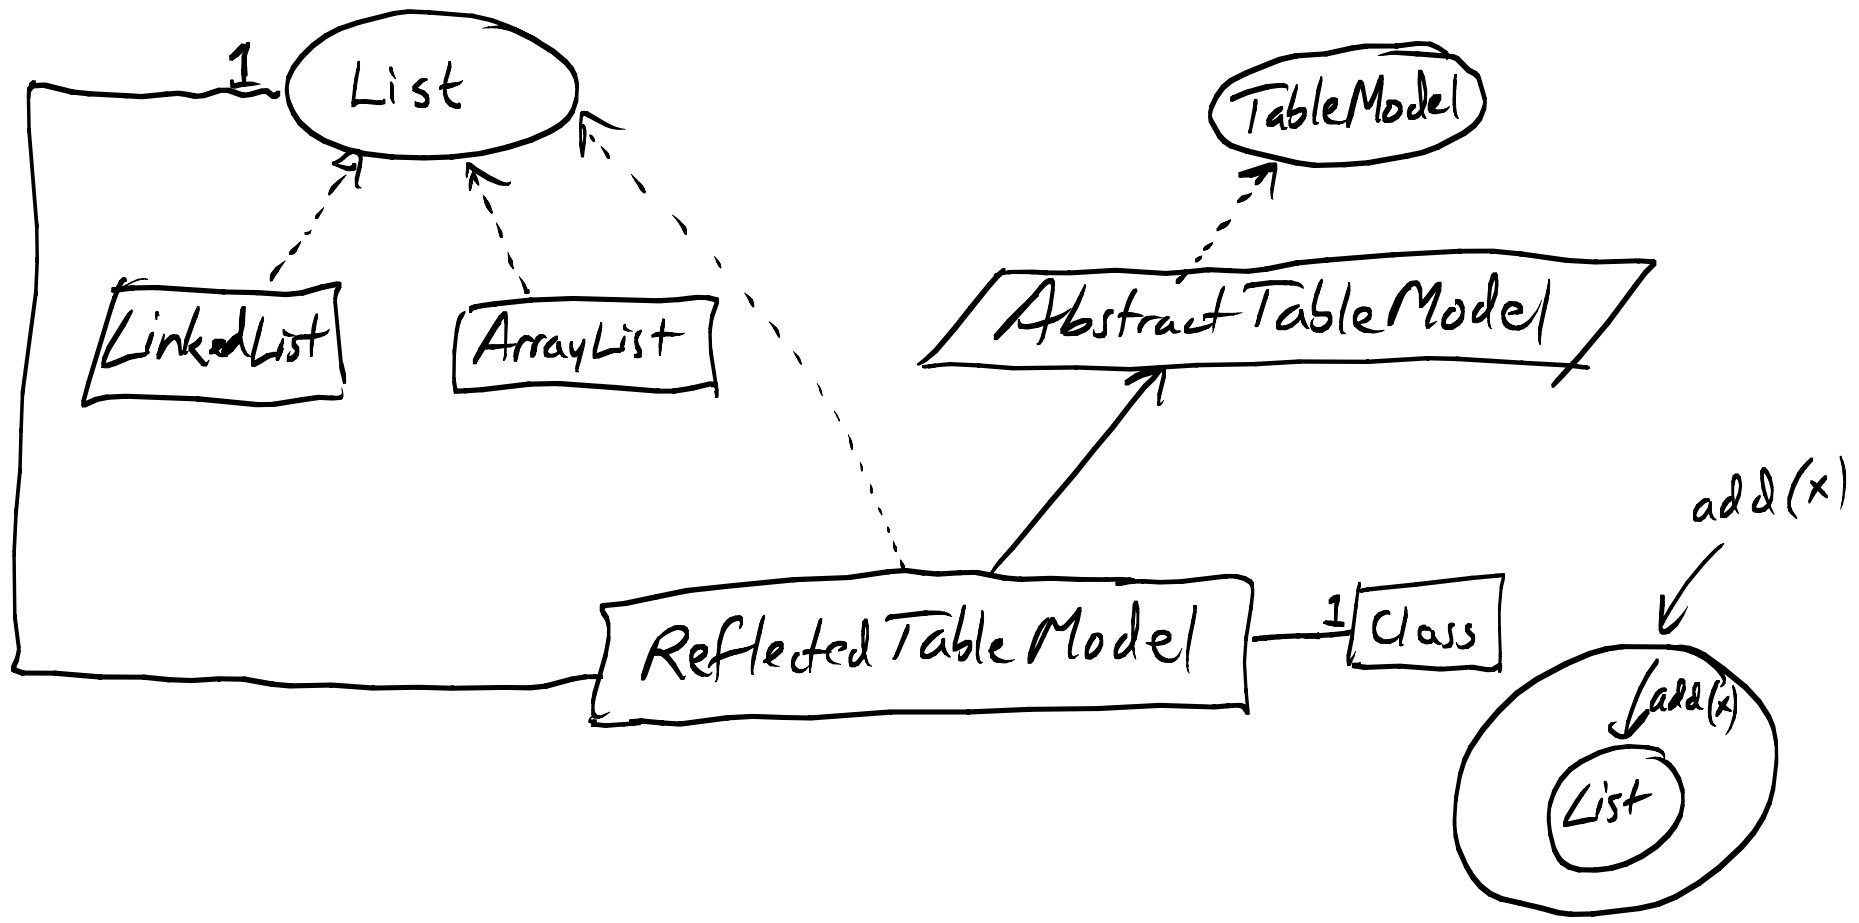 1
List
TableModel
LinkedList
ArrayList
AbstractTableModel
add(x)
ReflectedTableModel
1
Class
add(x)
List